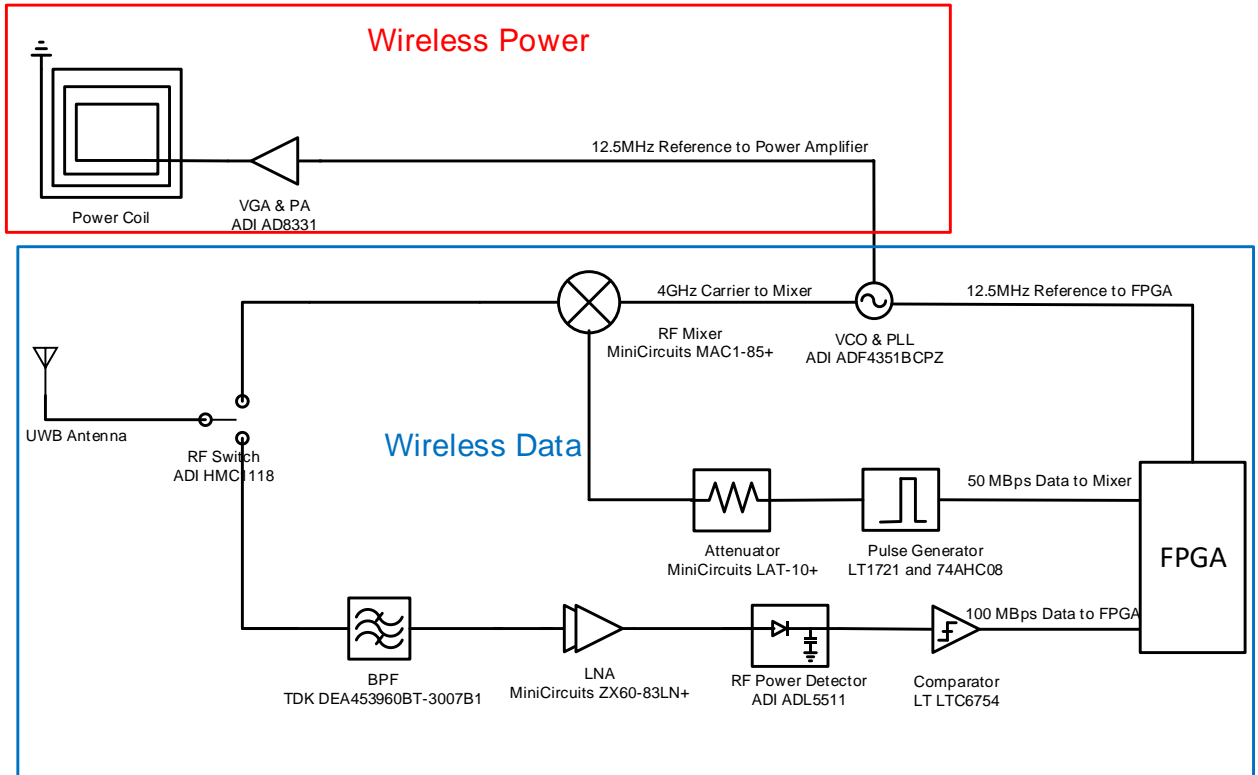 Wireless Power
12.5MHz Reference to Power Amplifier
Power Coil
VGA & PA
ADI AD8331
4GHz Carrier to Mixer
12.5MHz Reference to FPGA
RF Mixer
MiniCircuits MAC1-85+
VCO & PLL
ADI ADF4351BCPZ
UWB Antenna
RF Switch
ADI HMC1118
Wireless Data
50 MBps Data to Mixer
Attenuator
MiniCircuits LAT-10+
Pulse Generator
LT1721 and 74AHC08
FPGA
100 MBps Data to FPGA
BPF
TDK DEA453960BT-3007B1
LNA
MiniCircuits ZX60-83LN+
RF Power Detector
ADI ADL5511
Comparator
LT LTC6754